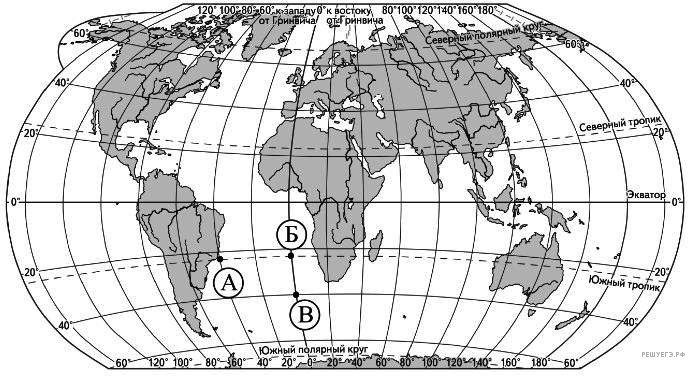 120° 100° 80° 60° к западу 0° к востоку 80° 100° 120° 140° 160° 180°
от Гринвича от Гринвича
Северный полярный круг
60° 60°
40° 40°
Северный тропик
20° 20°
Экватор
0° 0°
Б
20° 20°
А
Южный тропик
В
40° 40°
Южный полярный круг
60° 100° 120° 80° 60° 40° 20° 0° 20° 40° 60° 80° 100° 120° 140° 160° 180° 60°
РЕШУЕГЭ.РФ